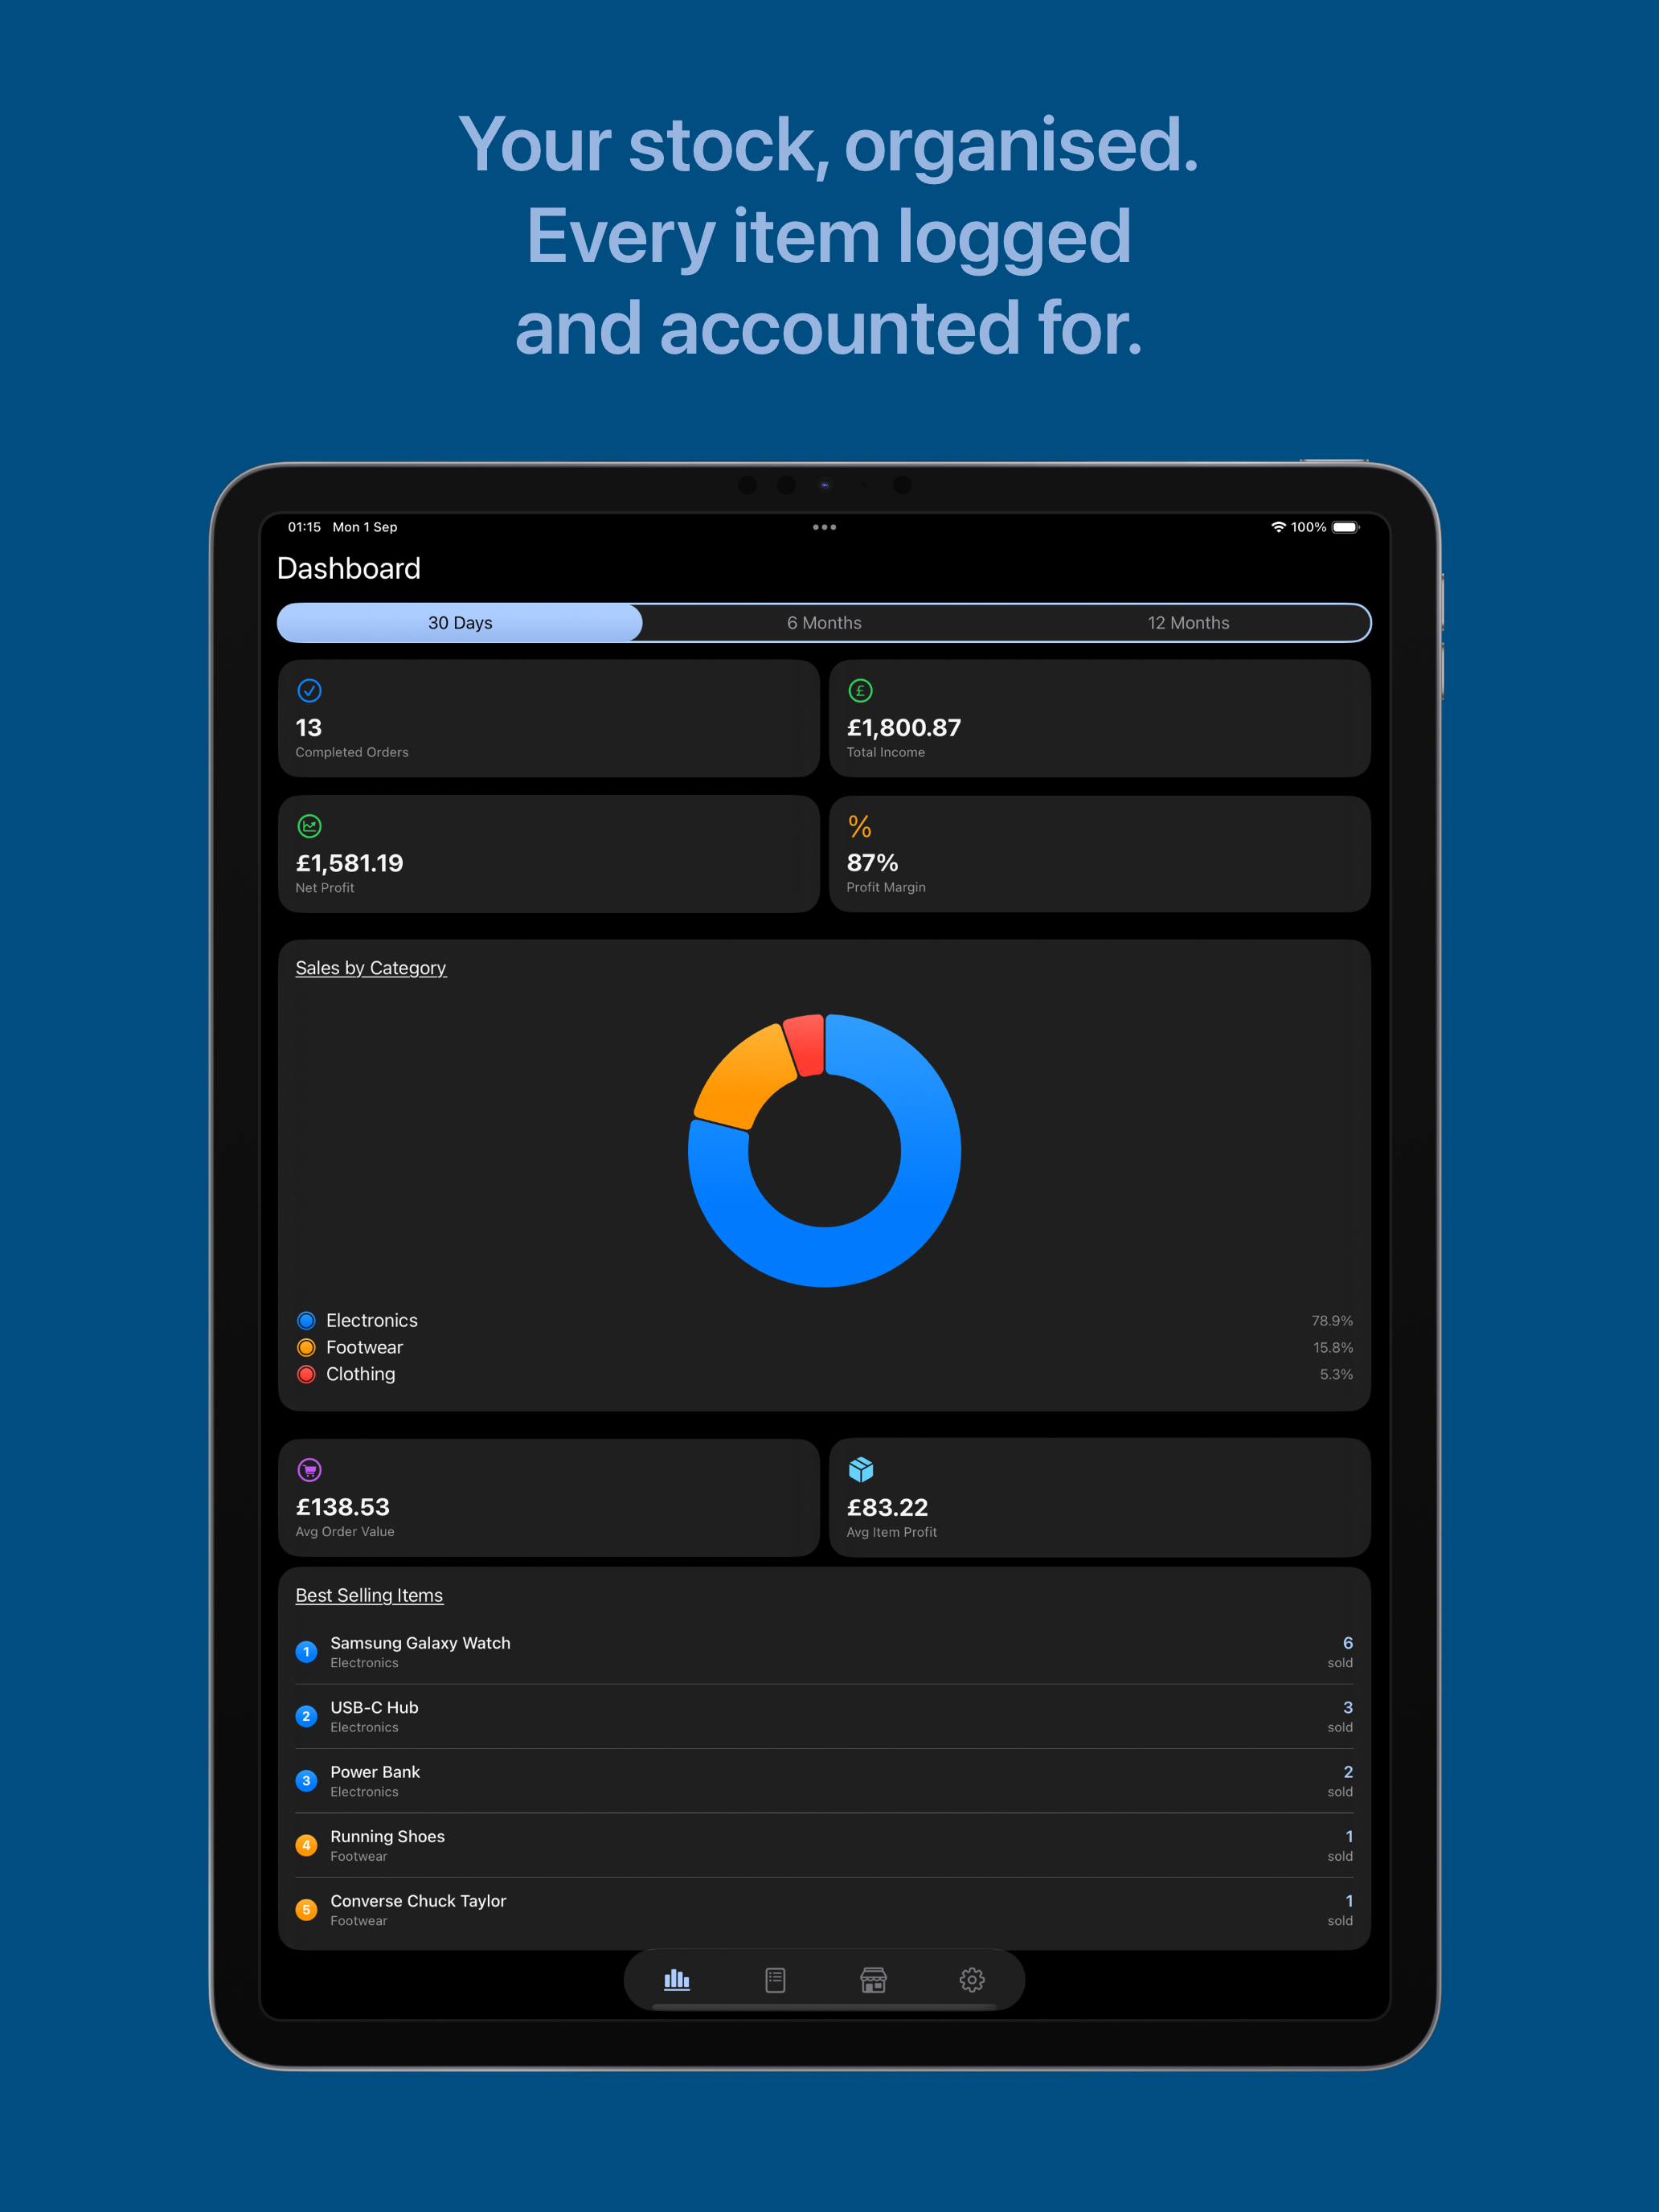 Your stock, organised.
Every item logged
and accounted for.
01:15 Mon 1 Sep
100%
Dashboard
30 Days 6 Months 12 Months
13
Completed Orders
£1,800.87
Total Income
£1,581.19
Net Profit
%
87%
Profit Margin
Sales by Category
Electronics 78.9%
Footwear 15.8%
Clothing 5.3%
£138.53
Avg Order Value
£83.22
Avg Item Profit
Best Selling Items
1 Samsung Galaxy Watch 6
Electronics sold
2 USB-C Hub 3
Electronics sold
3 Power Bank 2
Electronics sold
4 Running Shoes 1
Footwear sold
5 Converse Chuck Taylor 1
Footwear sold